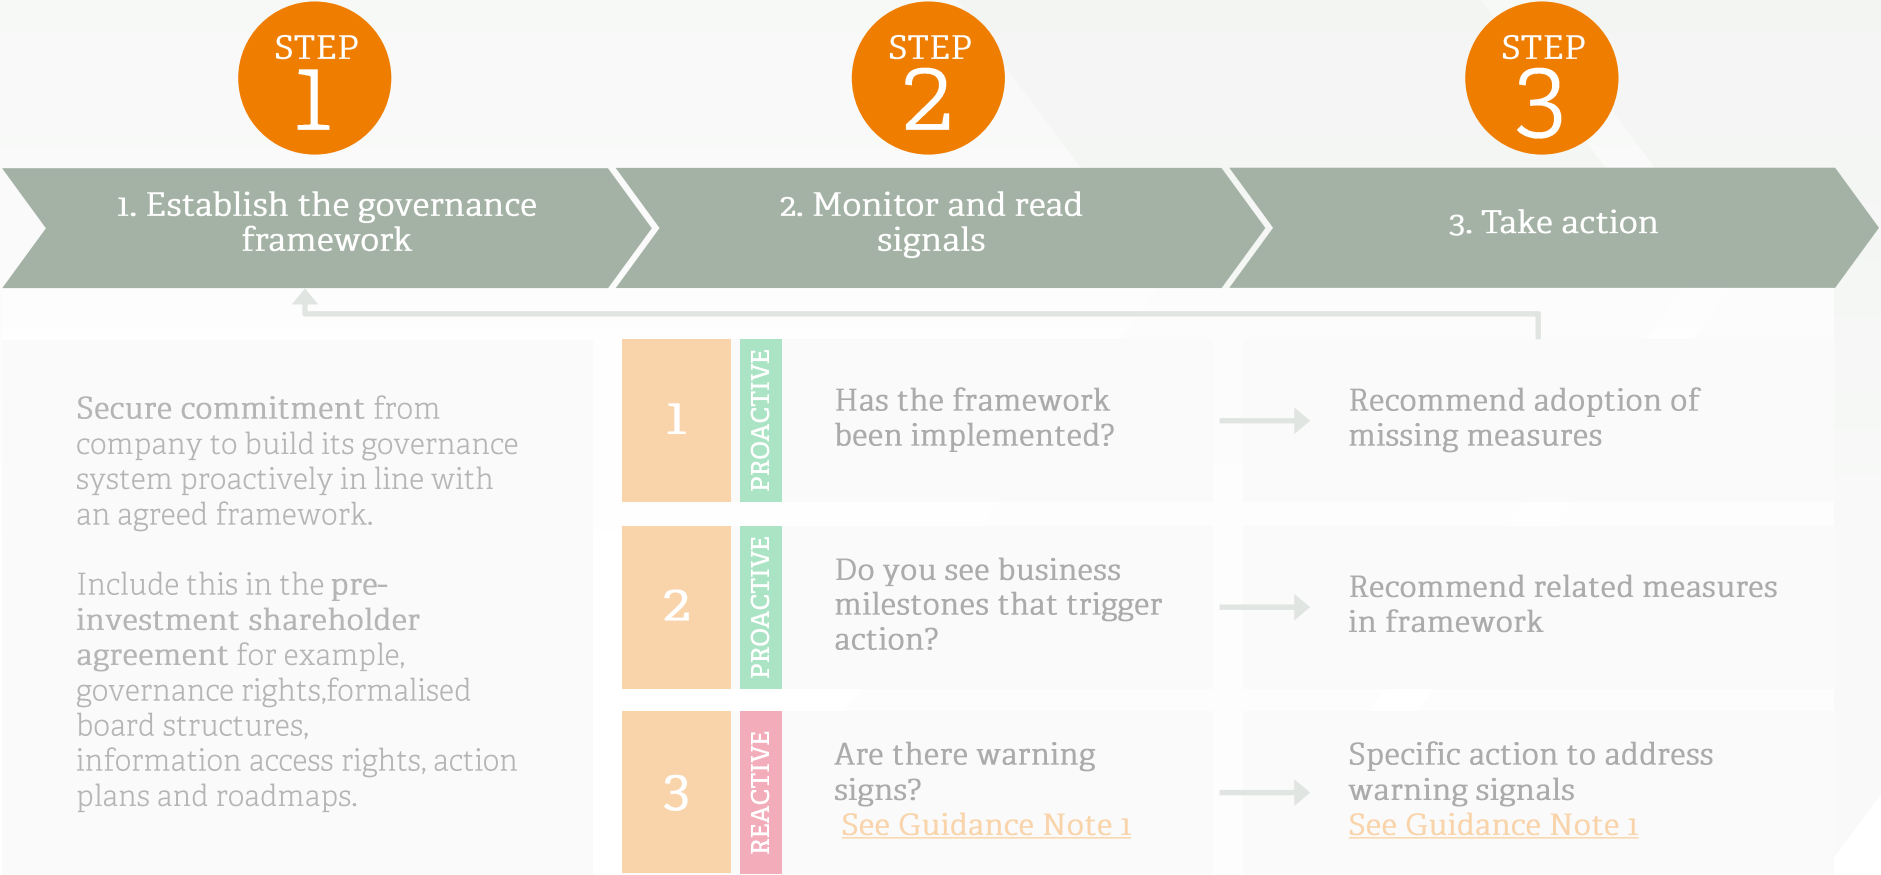 STEP
1
STEP
2
STEP
3
1. Establish the governance
framework
2. Monitor and read
signals
3. Take action
Secure commitment from
company to build its governance
system proactively in line with
an agreed framework.
Include this in the pre-
investment shareholder
agreement for example,
governance rights,formalised
board structures,
information access rights, action
plans and roadmaps.
1
PROACTIVE
Has the framework
been implemented?
Recommend adoption of
missing measures
2
PROACTIVE
Do you see business
milestones that trigger
action?
Recommend related measures
in framework
3
REACTIVE
Are there warning
signs?
See Guidance Note 1
Specific action to address
warning signals
See Guidance Note 1